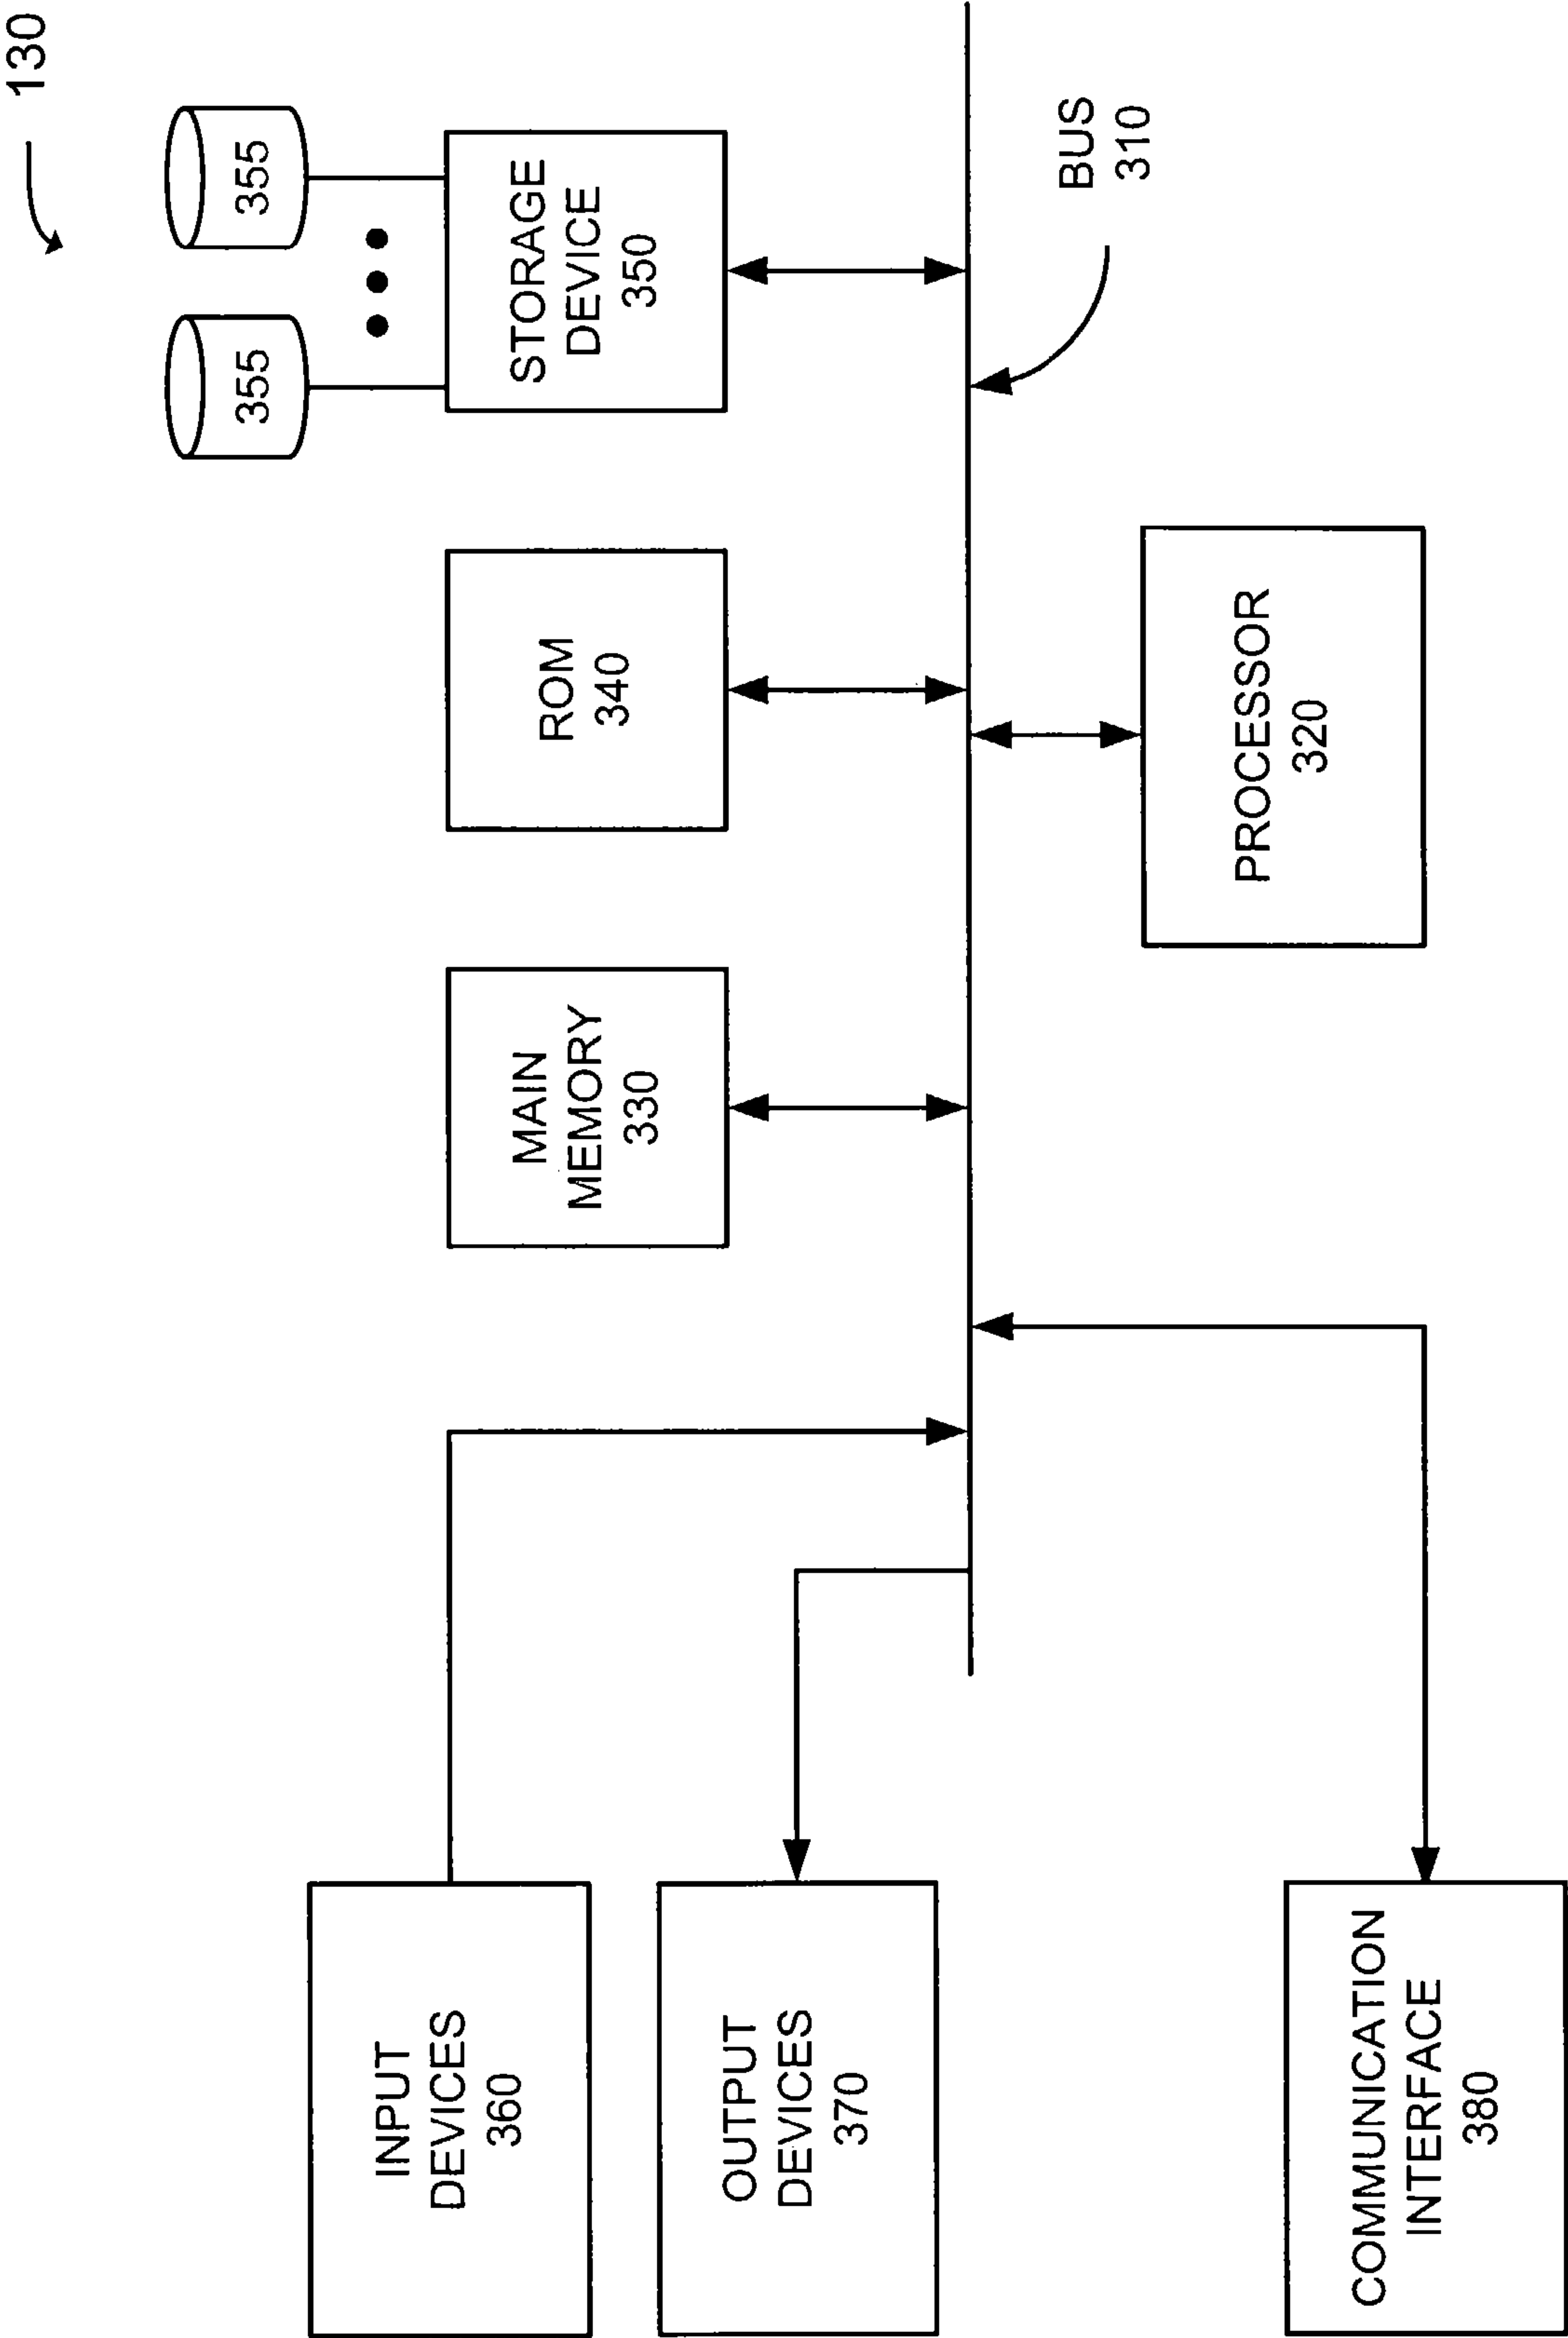 130
INPUT
DEVICES
360
OUTPUT
DEVICES
370
COMMUNICATION
INTERFACE
380
MAIN
MEMORY
330
ROM
340
PROCESSOR
320
355
355
STORAGE
DEVICE
350
BUS
310